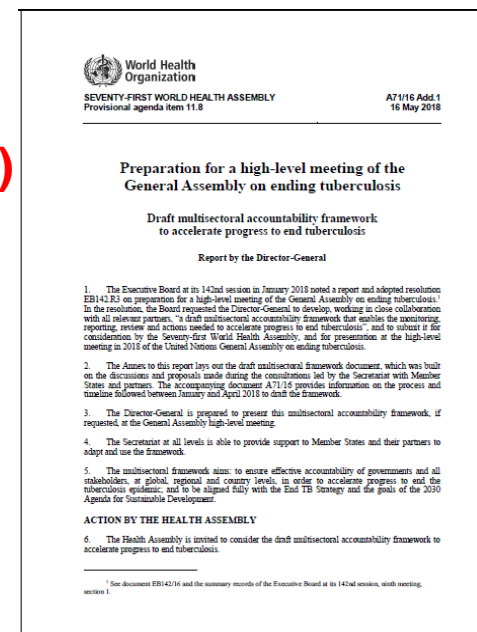 World Health
Organization
SEVENTY-FIRST WORLD HEALTH ASSEMBLY A71/16 Add.1
Provisional agenda item 11.8 16 May 2018
)
Preparation for a high-level meeting of the
General Assembly on ending tuberculosis
Draft multisectoral accountability framework
to accelerate progress to end tuberculosis
Report by the Director-General
1. The Executive Board at its 142nd session in January 2018 noted a report and adopted resolution
EB142.R3 on preparation for a high-level meeting of the General Assembly on ending tuberculosis.¹
In the resolution, the Board requested the Director-General to develop, working in close collaboration
with all relevant partners, “a draft multisectoral accountability framework that enables the monitoring,
reporting, review and actions needed to accelerate progress to end tuberculosis”, and to submit it for
consideration by the Seventy-first World Health Assembly, and for presentation at the high-level
meeting in 2018 of the United Nations General Assembly on ending tuberculosis.
2. The Annex to this report lays out the draft multisectoral framework document, which was built
on the discussions and proposals made during the consultations led by the Secretariat with Member
States and partners. The accompanying document A71/16 provides information on the process and
timeline followed between January and April 2018 to draft the framework.
3. The Director-General is prepared to present this multisectoral accountability framework, if
requested, at the General Assembly high-level meeting.
4. The Secretariat at all levels is able to provide support to Member States and their partners to
adapt and use the framework.
5. The multisectoral framework aims: to ensure effective accountability of governments and all
stakeholders, at global, regional and country levels, in order to accelerate progress to end the
tuberculosis epidemic; and to be aligned fully with the End TB Strategy and the goals of the 2030
Agenda for Sustainable Development.
ACTION BY THE HEALTH ASSEMBLY
6. The Health Assembly is invited to consider the draft multisectoral accountability framework to
accelerate progress to end tuberculosis.
¹ See document EB142/16 and the summary records of the Executive Board at its 142nd session, ninth meeting,
section 1.